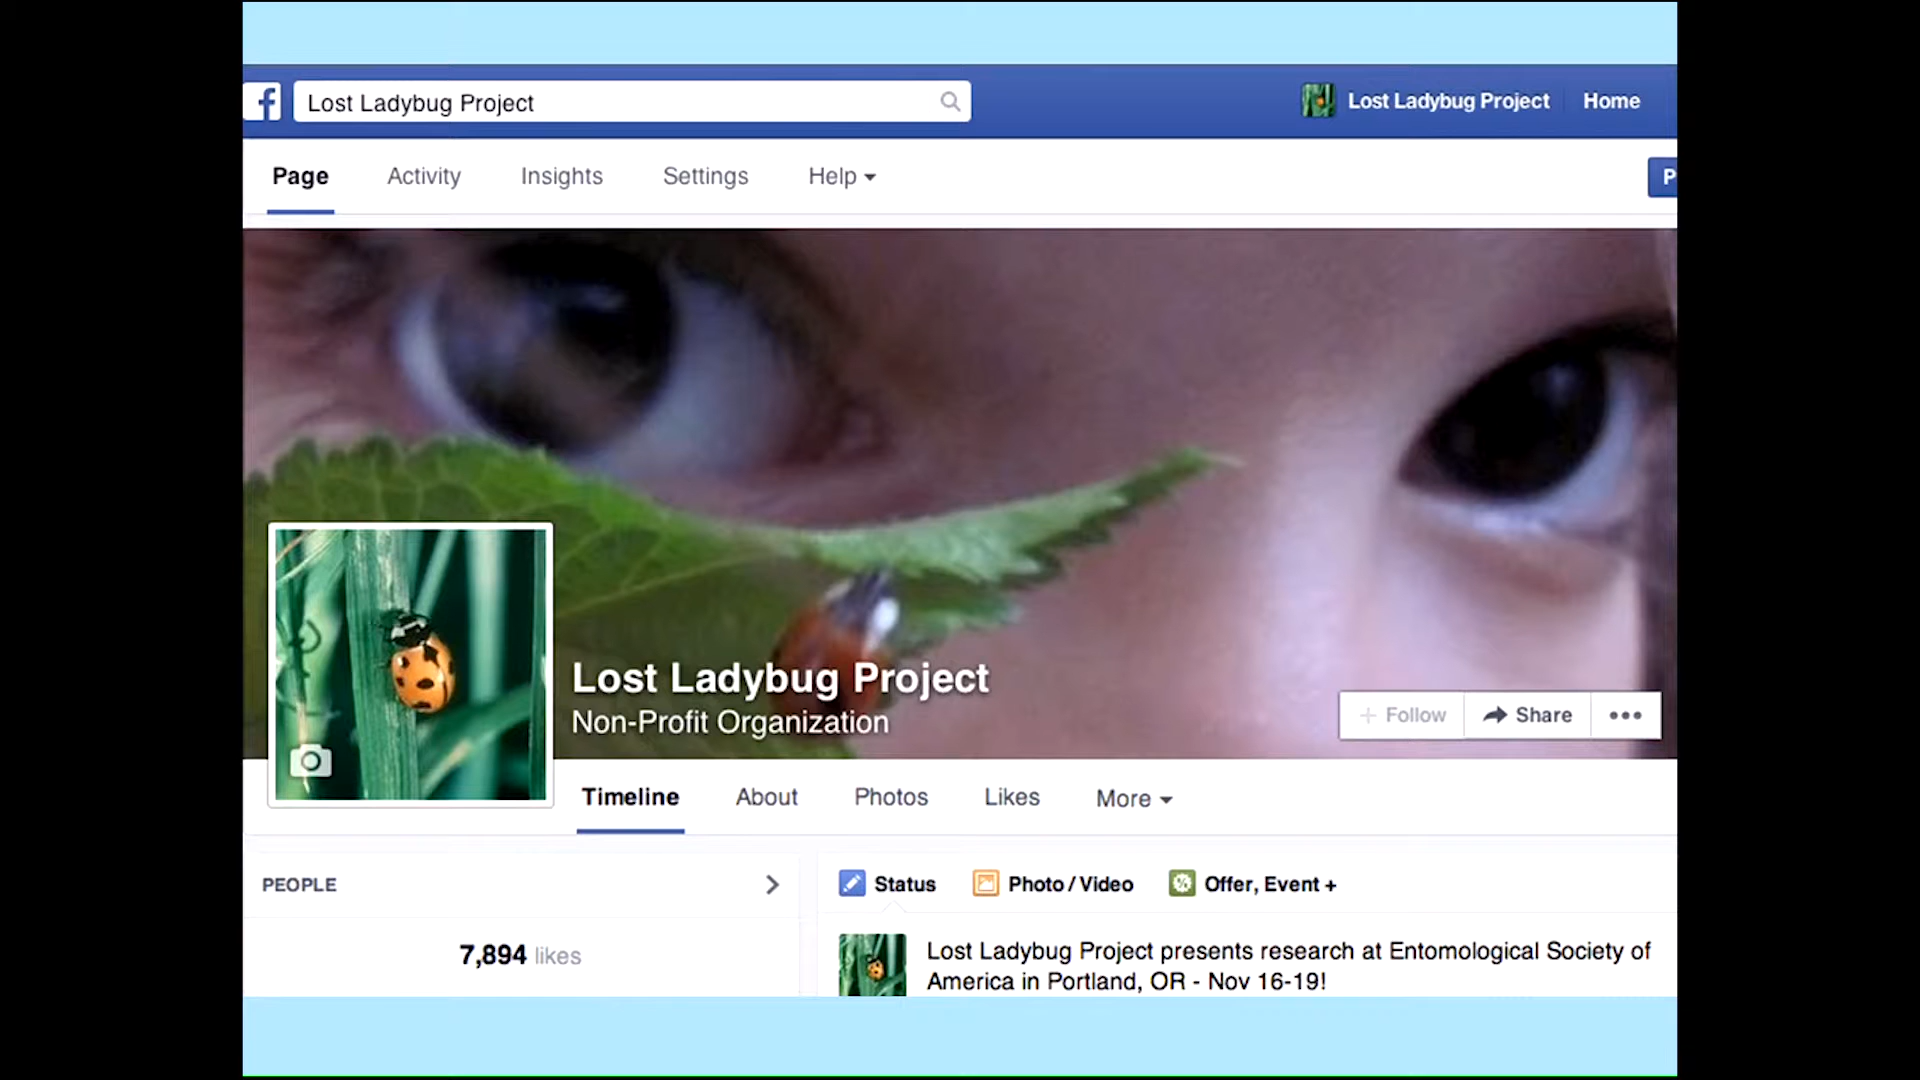 Lost Ladybug Project
Lost Ladybug Project Home
Page Activity Insights Settings Help
Lost Ladybug Project
Non-Profit Organization
+ Follow Share
Timeline About Photos Likes More
PEOPLE
7,894 likes
Status Photo / Video Offer, Event +
Lost Ladybug Project presents research at Entomological Society of
America in Portland, OR - Nov 16-19!